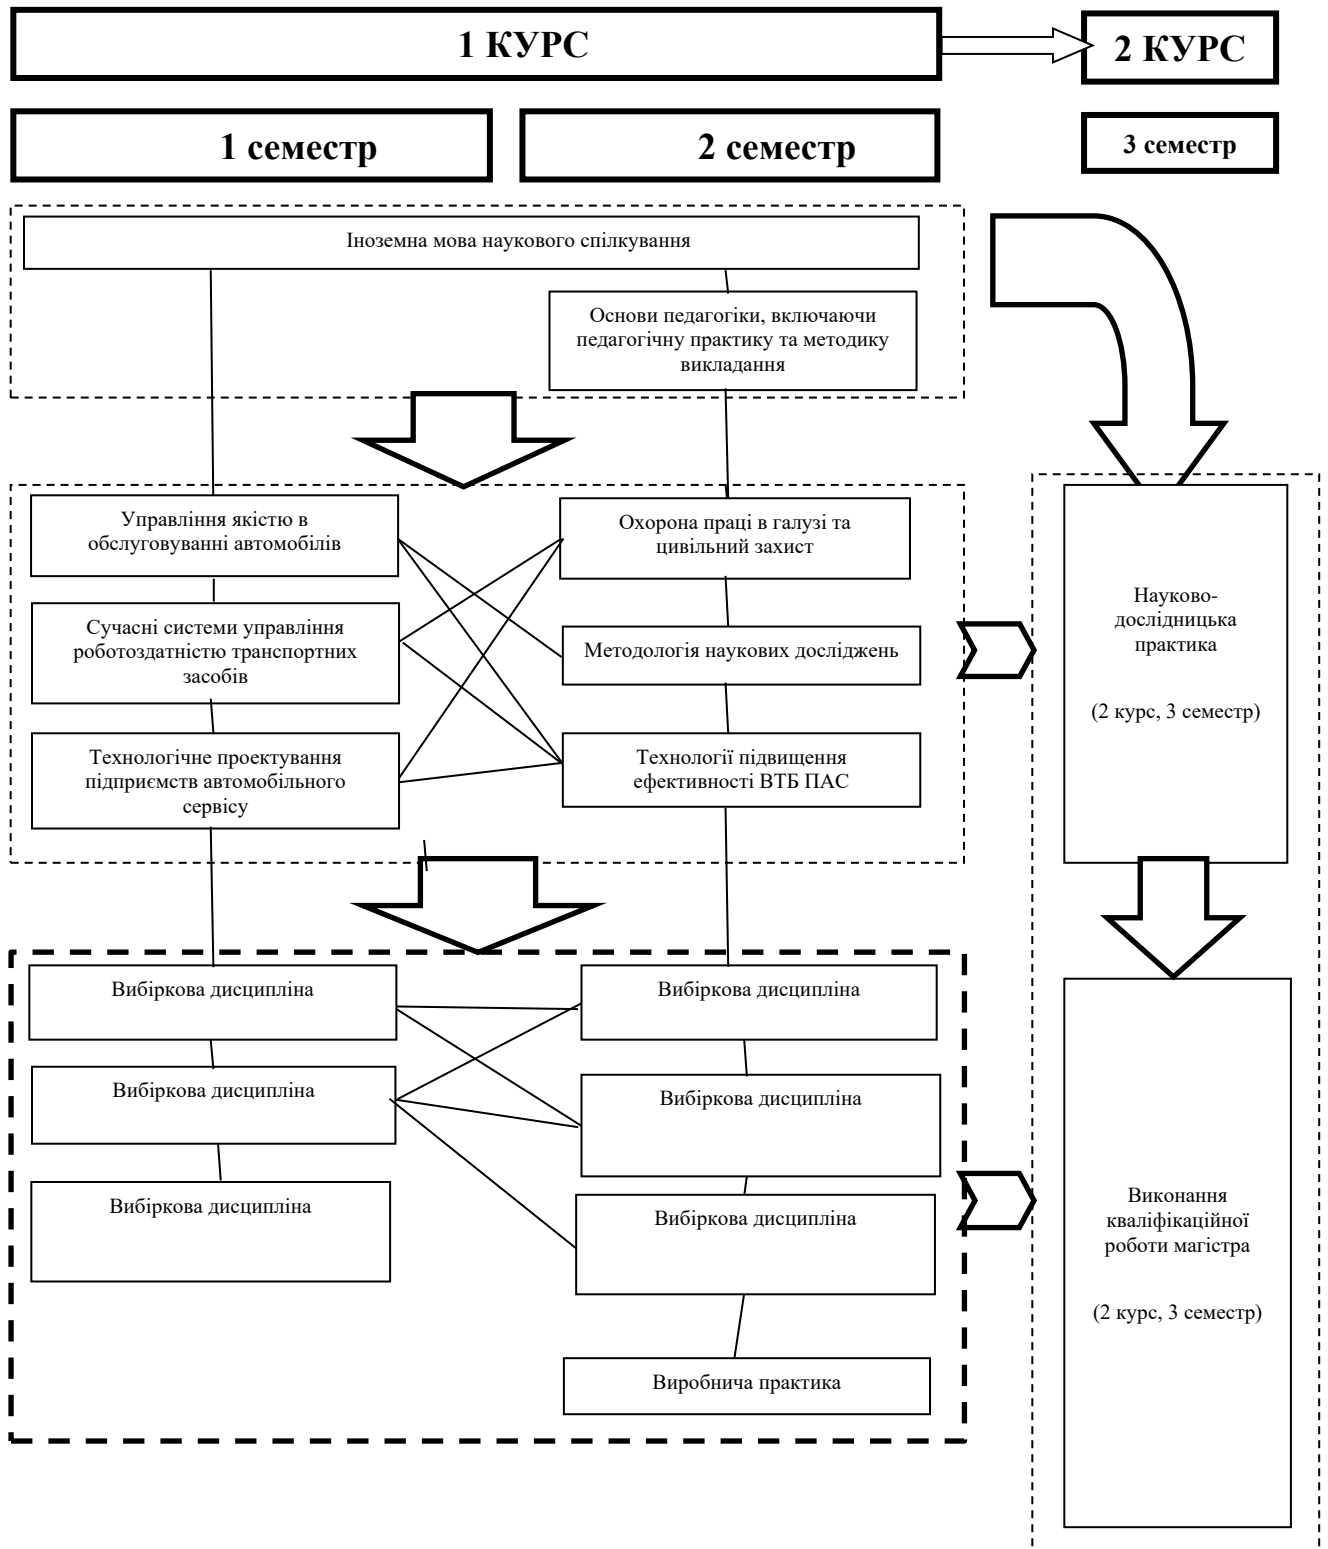 1 КУРС
2 КУРС
1 семестр
2 семестр
3 семестр
Іноземна мова наукового спілкування
Основи педагогіки, включаючи
педагогічну практику та методику
викладання
Управління якістю в
обслуговуванні автомобілів
Охорона праці в галузі та
цивільний захист
Сучасні системи управління
роботоздатністю транспортних
засобів
Методологія наукових досліджень
Технологічне проектування
підприємств автомобільного
сервісу
Технології підвищення
ефективності ВТБ ПАС
Науково-
дослідницька
практика
(2 курс, 3 семестр)
Вибіркова дисципліна
Вибіркова дисципліна
Вибіркова дисципліна
Вибіркова дисципліна
Вибіркова дисципліна
Вибіркова дисципліна
Виробнича практика
Виконання
кваліфікаційної
роботи магістра
(2 курс, 3 семестр)